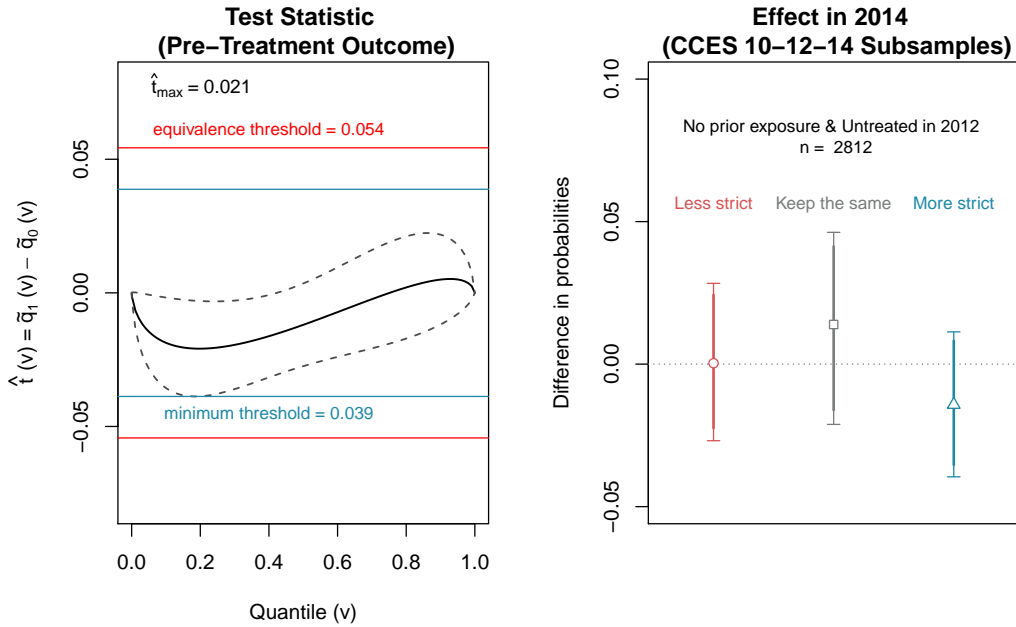 Test Statistic
(Pre−Treatment Outcome)
t̂max = 0.021
equivalence threshold = 0.054
minimum threshold = 0.039
0.05
0.00
−0.05
t̂ (v) = q̃1 (v) − q̃0 (v)
0.0 0.2 0.4 0.6 0.8 1.0
Quantile (v)
Effect in 2014
(CCES 10−12−14 Subsamples)
No prior exposure & Untreated in 2012
n = 2812
Less strict Keep the same More strict
0.10
0.05
0.00
−0.05
Difference in probabilities